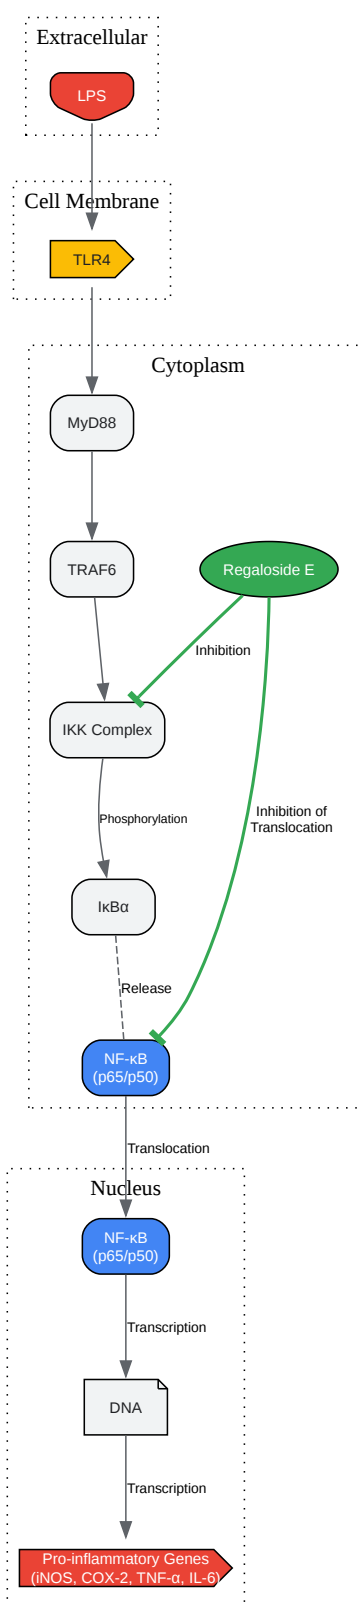 Extracellular
LPS
Cell Membrane
TLR4
Cytoplasm
MyD88
TRAF6
Regaloside E
Inhibition
IKK Complex
Inhibition of
Translocation
Phosphorylation
IκBα
Release
NF-κB
(p65/p50)
Translocation
Nucleus
NF-κB
(p65/p50)
Transcription
DNA
Transcription
Pro-inflammatory Genes
(iNOS, COX-2, TNF-α, IL-6)